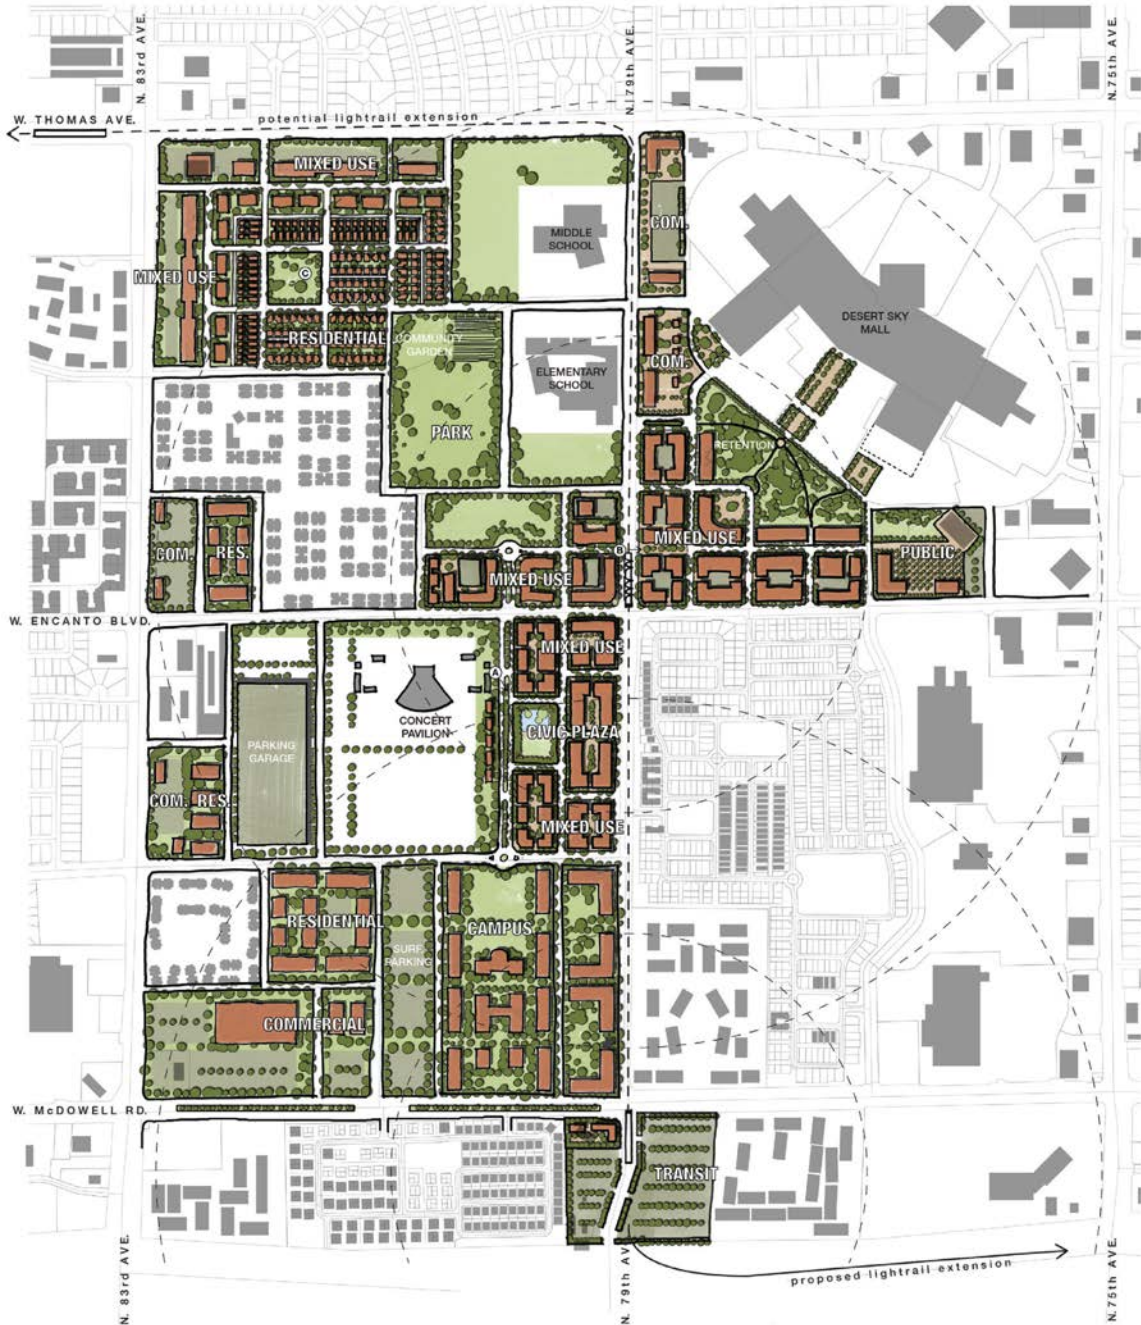 N. 83rd AVE.
N. 79th AVE.
N. 75th AVE.
W. THOMAS AVE.
potential lightrail extension
MIXED USE
MIDDLE
SCHOOL
COM.
MIXED USE
C
DESERT SKY
MALL
RESIDENTIAL
COMMUNITY
GARDEN
COM.
ELEMENTARY
SCHOOL
PARK
RETENTION
COM.
RES.
MIXED USE
B
MIXED USE
PUBLIC
W. ENCANTO BLVD.
MIXED USE
A
CONCERT
PAVILION
CIVIC PLAZA
PARKING
GARAGE
COM.
RES.
MIXED USE
RESIDENTIAL
SURF.
PARKING
CAMPUS
COMMERCIAL
W. McDOWELL RD.
TRANSIT
N. 83rd AVE.
N. 79th AV
proposed lightrail extension
N. 75th AVE.